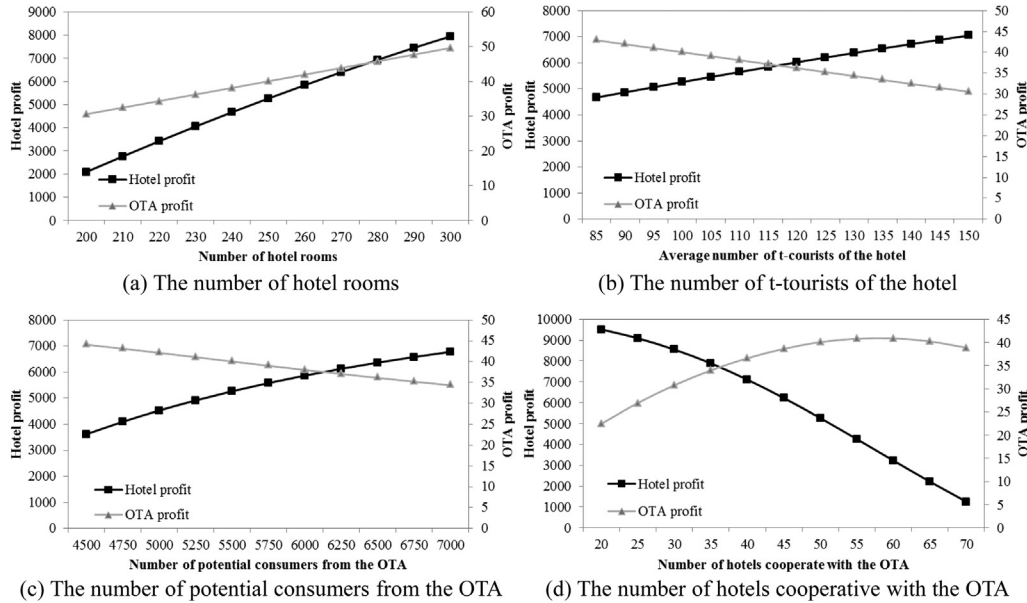 9000
8000
7000
6000
5000
4000
3000
2000
1000
0
Hotel profit
60
50
40
30
20
10
0
OTA profit
Hotel profit
OTA profit
200 210 220 230 240 250 260 270 280 290 300
Number of hotel rooms
(a) The number of hotel rooms
8000
7000
6000
5000
4000
3000
2000
1000
0
Hotel profit
50
45
40
35
30
25
20
15
10
5
0
OTA profit
Hotel profit
OTA profit
85 90 95 100 105 110 115 120 125 130 135 140 145 150
Average number of t-courists of the hotel
(b) The number of t-tourists of the hotel
8000
7000
6000
5000
4000
3000
2000
1000
0
Hotel profit
50
45
40
35
30
25
20
15
10
5
0
OTA profit
Hotel profit
OTA profit
4500 4750 5000 5250 5500 5750 6000 6250 6500 6750 7000
Number of potential consumers from the OTA
(c) The number of potential consumers from the OTA
10000
9000
8000
7000
6000
5000
4000
3000
2000
1000
0
Hotel profit
45
40
35
30
25
20
15
10
5
0
OTA profit
Hotel profit
OTA profit
20 25 30 35 40 45 50 55 60 65 70
Number of hotels cooperate with the OTA
(d) The number of hotels cooperative with the OTA